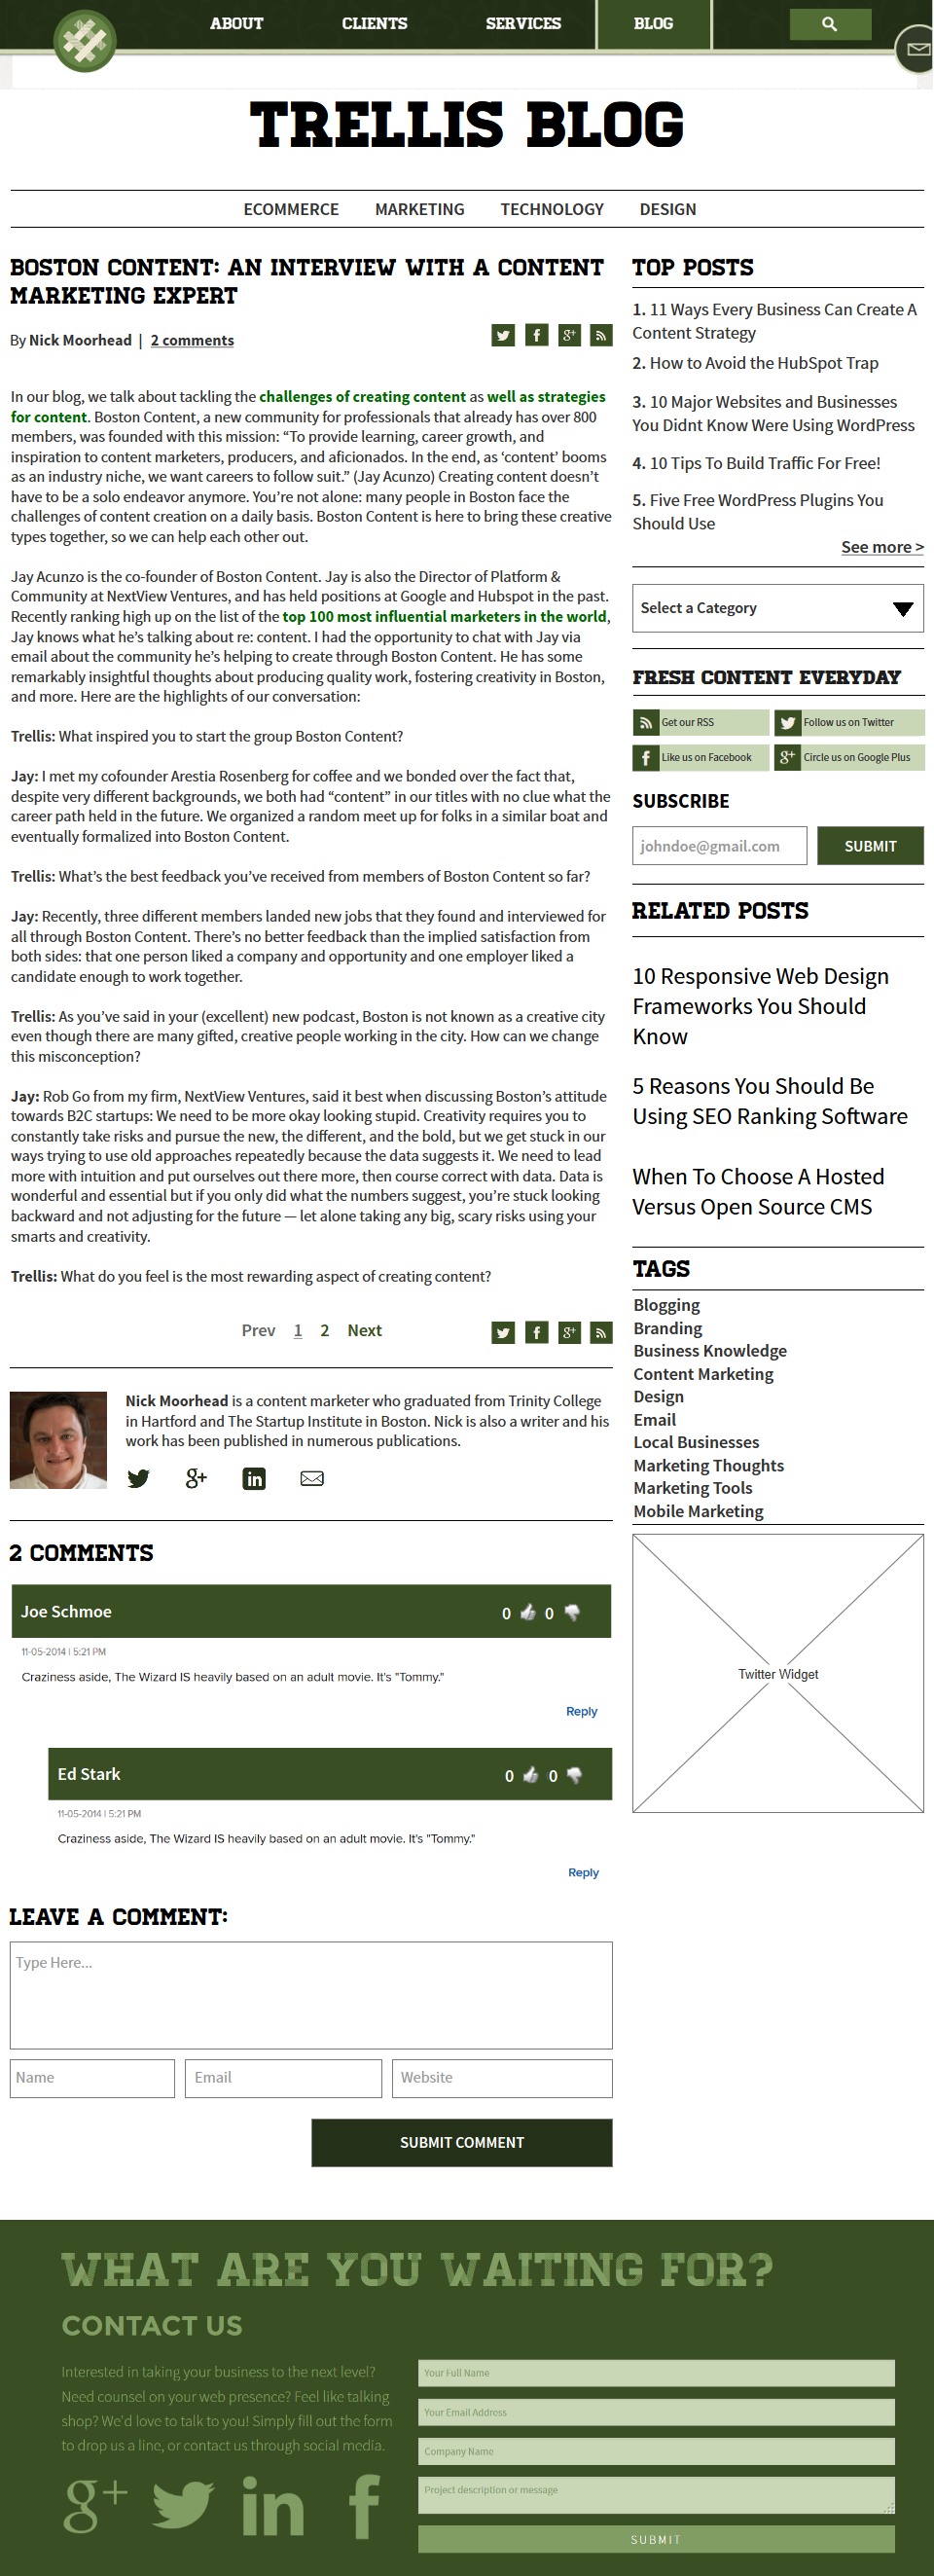 ABOUT
CLIENTS
SERVICES
BLOG
TRELLIS BLOG
ECOMMERCE
MARKETING
TECHNOLOGY
DESIGN
BOSTON CONTENT: AN INTERVIEW WITH A CONTENT
MARKETING EXPERT
By Nick Moorhead | 2 comments
In our blog, we talk about tackling the challenges of creating content as well as strategies
for content. Boston Content, a new community for professionals that already has over 800
members, was founded with this mission: “To provide learning, career growth, and
inspiration to content marketers, producers, and aficionados. In the end, as ‘content’ booms
as an industry niche, we want careers to follow suit.” (Jay Acunzo) Creating content doesn’t
have to be a solo endeavor anymore. You’re not alone: many people in Boston face the
challenges of content creation on a daily basis. Boston Content is here to bring these creative
types together, so we can help each other out.
Jay Acunzo is the co-founder of Boston Content. Jay is also the Director of Platform &
Community at NextView Ventures, and has held positions at Google and Hubspot in the past.
Recently ranking high up on the list of the top 100 most influential marketers in the world,
Jay knows what he’s talking about re: content. I had the opportunity to chat with Jay via
email about the community he’s helping to create through Boston Content. He has some
remarkably insightful thoughts about producing quality work, fostering creativity in Boston,
and more. Here are the highlights of our conversation:
Trellis: What inspired you to start the group Boston Content?
Jay: I met my cofounder Arestia Rosenberg for coffee and we bonded over the fact that,
despite very different backgrounds, we both had “content” in our titles with no clue what the
career path held in the future. We organized a random meet up for folks in a similar boat and
eventually formalized into Boston Content.
Trellis: What’s the best feedback you’ve received from members of Boston Content so far?
Jay: Recently, three different members landed new jobs that they found and interviewed for
all through Boston Content. There’s no better feedback than the implied satisfaction from
both sides: that one person liked a company and opportunity and one employer liked a
candidate enough to work together.
Trellis: As you’ve said in your (excellent) new podcast, Boston is not known as a creative city
even though there are many gifted, creative people working in the city. How can we change
this misconception?
Jay: Rob Go from my firm, NextView Ventures, said it best when discussing Boston’s attitude
towards B2C startups: We need to be more okay looking stupid. Creativity requires you to
constantly take risks and pursue the new, the different, and the bold, but we get stuck in our
ways trying to use old approaches repeatedly because the data suggests it. We need to lead
more with intuition and put ourselves out there more, then course correct with data. Data is
wonderful and essential but if you only did what the numbers suggest, you’re stuck looking
backward and not adjusting for the future — let alone taking any big, scary risks using your
smarts and creativity.
Trellis: What do you feel is the most rewarding aspect of creating content?
Prev 1 2 Next
Nick Moorhead is a content marketer who graduated from Trinity College
in Hartford and The Startup Institute in Boston. Nick is also a writer and his
work has been published in numerous publications.
2 COMMENTS
Joe Schmoe
0 0
11-05-2014 | 5:21 PM
Craziness aside, The Wizard IS heavily based on an adult movie. It's "Tommy."
Reply
Ed Stark
0 0
11-05-2014 | 5:21 PM
Craziness aside, The Wizard IS heavily based on an adult movie. It's "Tommy."
Reply
LEAVE A COMMENT:
Type Here...
Name
Email
Website
SUBMIT COMMENT
TOP POSTS
1. 11 Ways Every Business Can Create A
Content Strategy
2. How to Avoid the HubSpot Trap
3. 10 Major Websites and Businesses
You Didnt Know Were Using WordPress
4. 10 Tips To Build Traffic For Free!
5. Five Free WordPress Plugins You
Should Use
See more >
Select a Category
FRESH CONTENT EVERYDAY
Get our RSS
Follow us on Twitter
Like us on Facebook
Circle us on Google Plus
SUBSCRIBE
johndoe@gmail.com
SUBMIT
RELATED POSTS
10 Responsive Web Design
Frameworks You Should
Know
5 Reasons You Should Be
Using SEO Ranking Software
When To Choose A Hosted
Versus Open Source CMS
TAGS
Blogging
Branding
Business Knowledge
Content Marketing
Design
Email
Local Businesses
Marketing Thoughts
Marketing Tools
Mobile Marketing
Twitter Widget
WHAT ARE YOU WAITING FOR?
CONTACT US
Interested in taking your business to the next level?
Need counsel on your web presence? Feel like talking
shop? We'd love to talk to you! Simply fill out the form
to drop us a line, or contact us through social media.
Your Full Name
Your Email Address
Company Name
Project description or message
SUBMIT